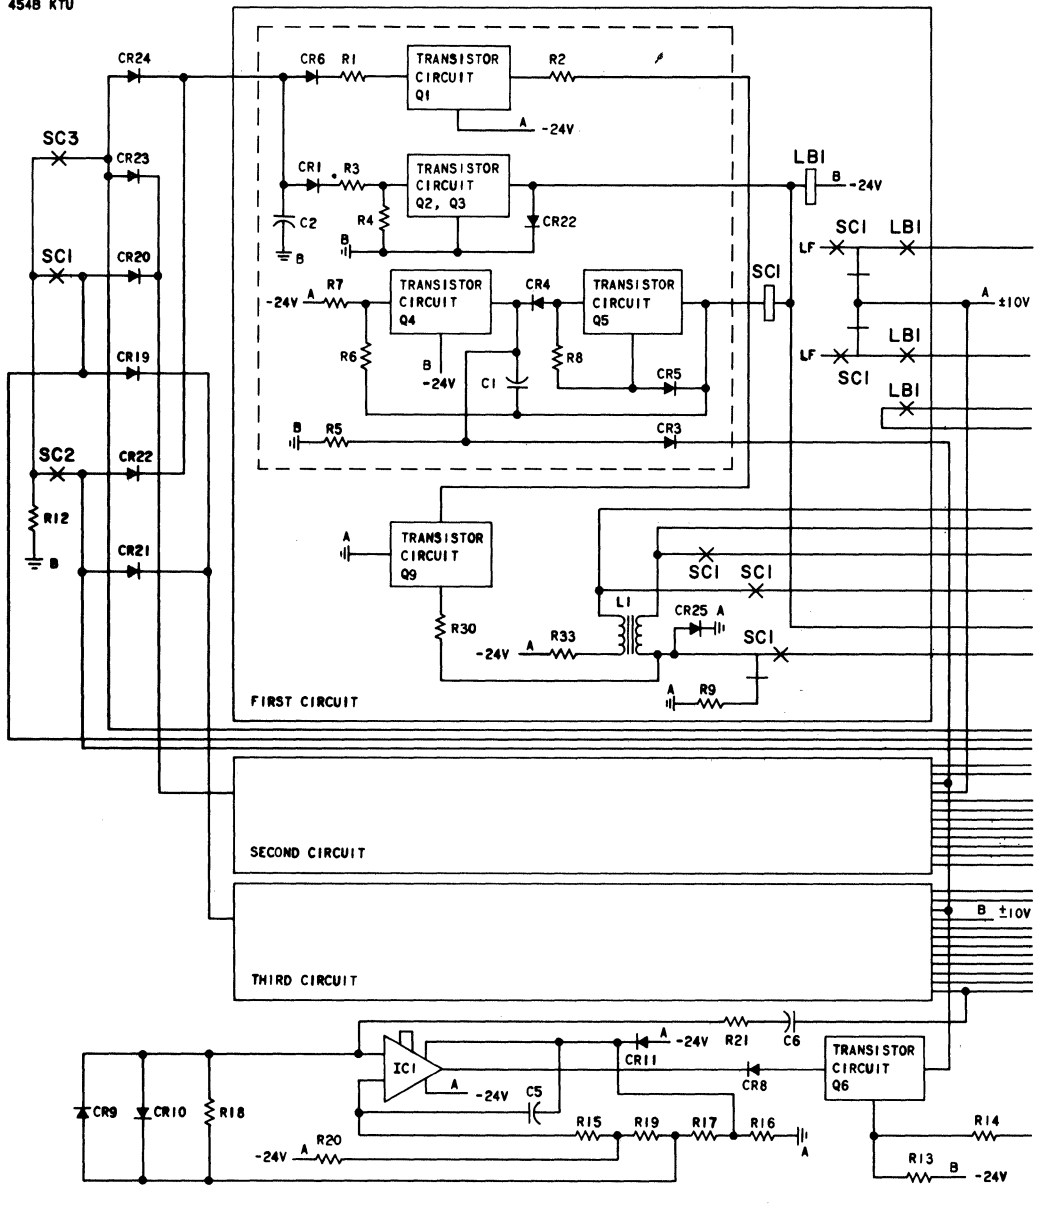 454B KTU
CR24
CR6 R1
TRANSISTOR
CIRCUIT
Q1
R2
A -24V
SC3
CR23
CR1 R3
TRANSISTOR
CIRCUIT
Q2, Q3
LB1
B -24V
C2
R4
B
CR22
B
SC1 LB1
LF
SC1
CR20
SC1
-24V A R7
TRANSISTOR
CIRCUIT
Q4
CR4
TRANSISTOR
CIRCUIT
Q5
A
±10V
CR19
R6
B
-24V
C1
R8
CR5
LB1
LF
SC1
LB1
B R5
CR3
SC2
CR22
R12
B
A
TRANSISTOR
CIRCUIT
Q9
CR21
SC1 SC1
L1
CR25 A
R30
-24V A R33
SC1
A R9
FIRST CIRCUIT
SECOND CIRCUIT
B ±10V
THIRD CIRCUIT
R21 C6
IC1
CR11 A -24V
TRANSISTOR
CIRCUIT
Q6
CR8
A -24V
C5
CR9 CR10 R18
R15 R19 R17 R16
A
R14
-24V A R20
R13 B -24V